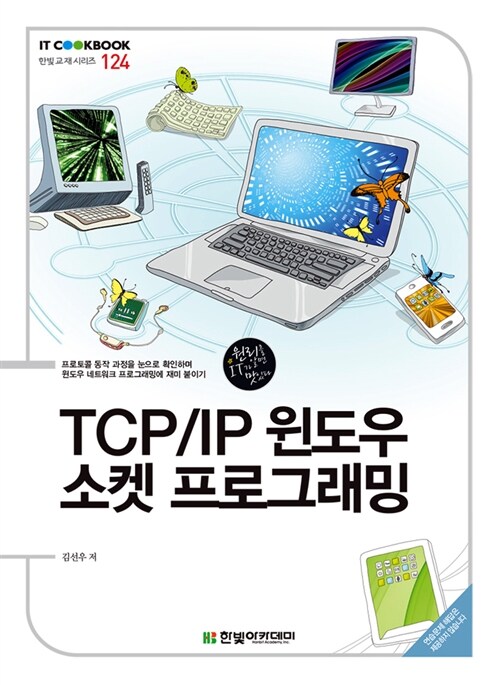 IT COOKBOOK
한빛 교재 시리즈 124
프로토콜 동작 과정을 눈으로 확인하며
윈도우 네트워크 프로그래밍에 재미 붙이기
원리를
알면
IT가
맛있다
TCP/IP 윈도우
소켓 프로그래밍
김선우 저
연습문제 해답은
제공하지 않습니다
한빛아카데미
Hanbit Academy, Inc.